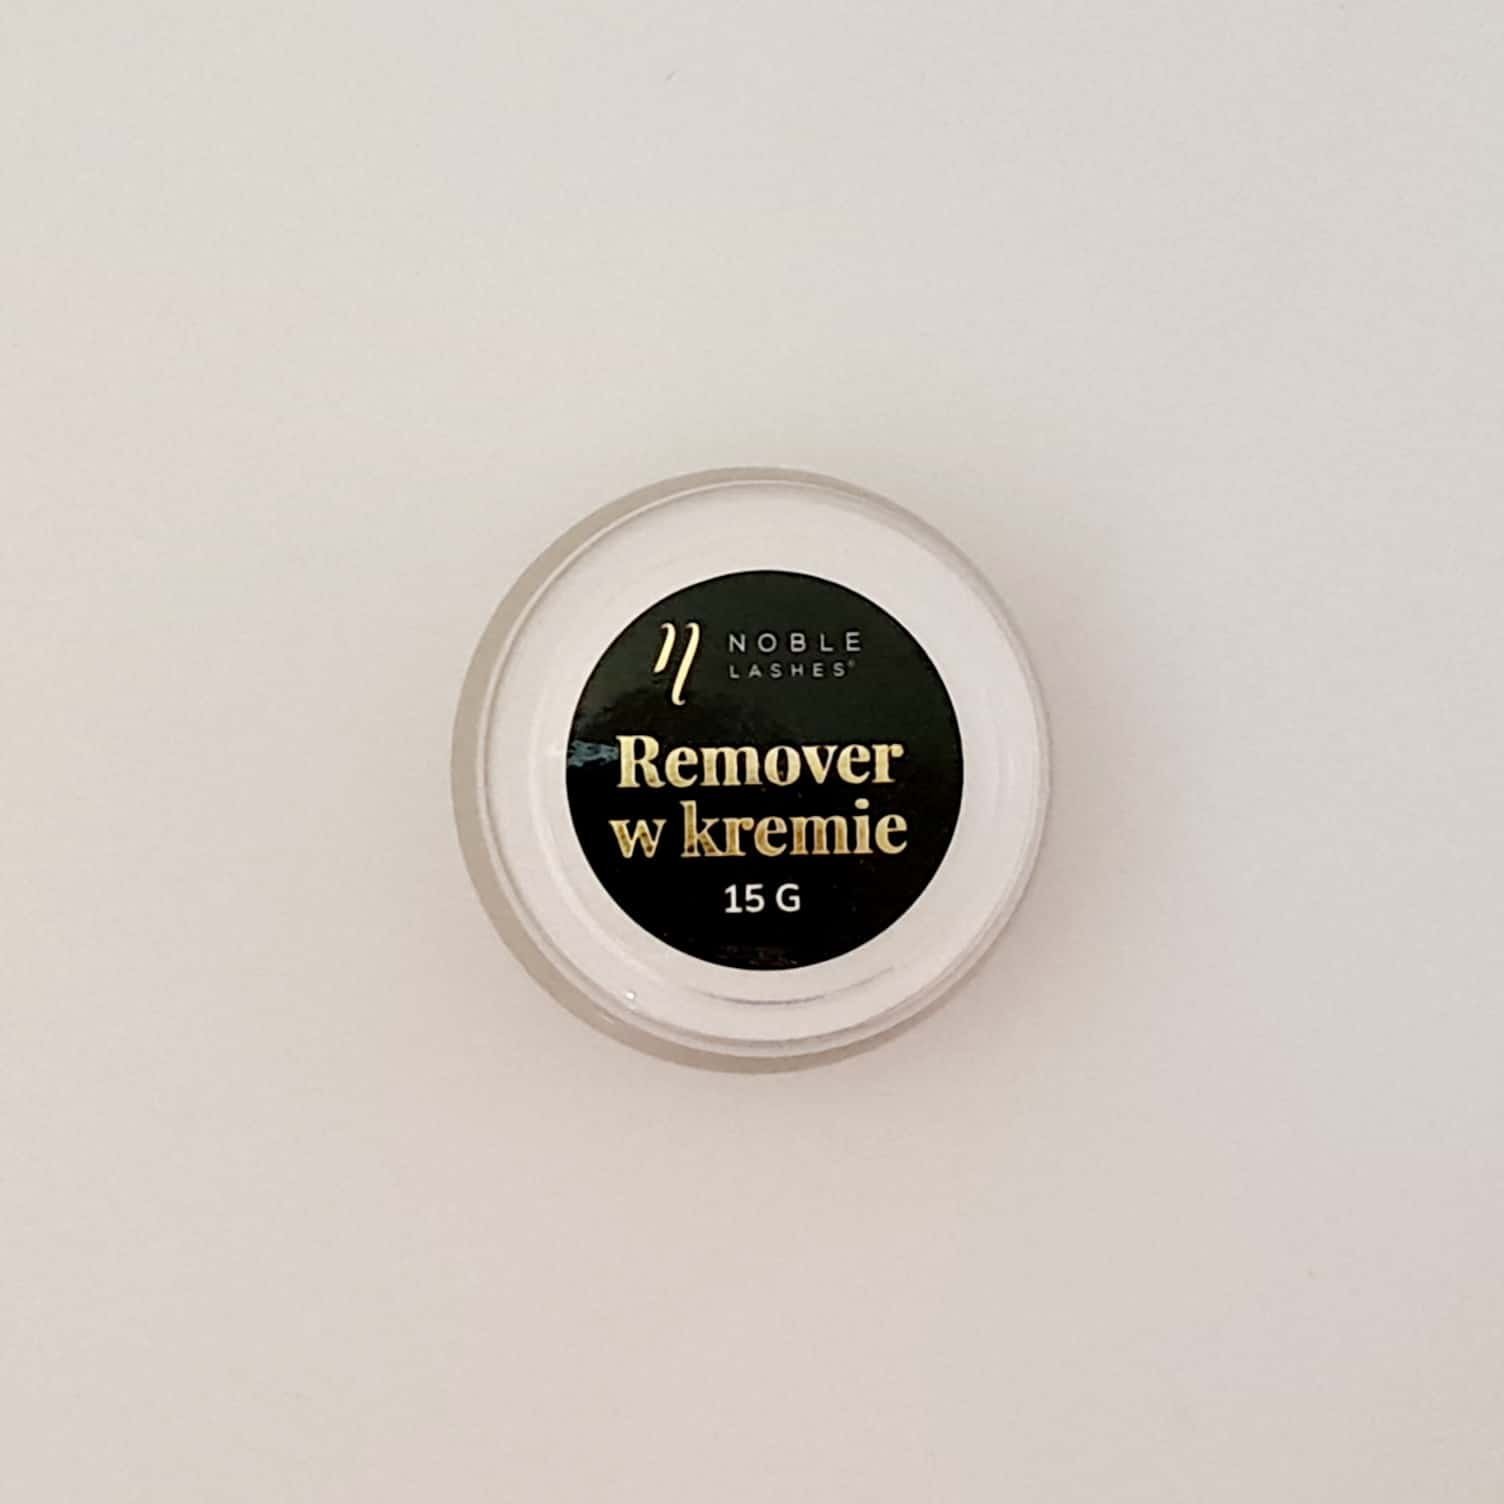 NOBLE
LASHES®
Remover
w kremie
15 G